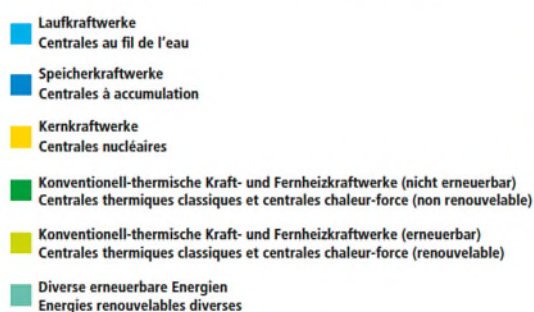 Laufkraftwerke
Centrales au fil de l'eau
Speicherkraftwerke
Centrales à accumulation
Kernkraftwerke
Centrales nucléaires
Konventionell-thermische Kraft- und Fernheizkraftwerke (nicht erneuerbar)
Centrales thermiques classiques et centrales chaleur-force (non renouvelable)
Konventionell-thermische Kraft- und Fernheizkraftwerke (erneuerbar)
Centrales thermiques classiques et centrales chaleur-force (renouvelable)
Diverse erneuerbare Energien
Energies renouvelables diverses